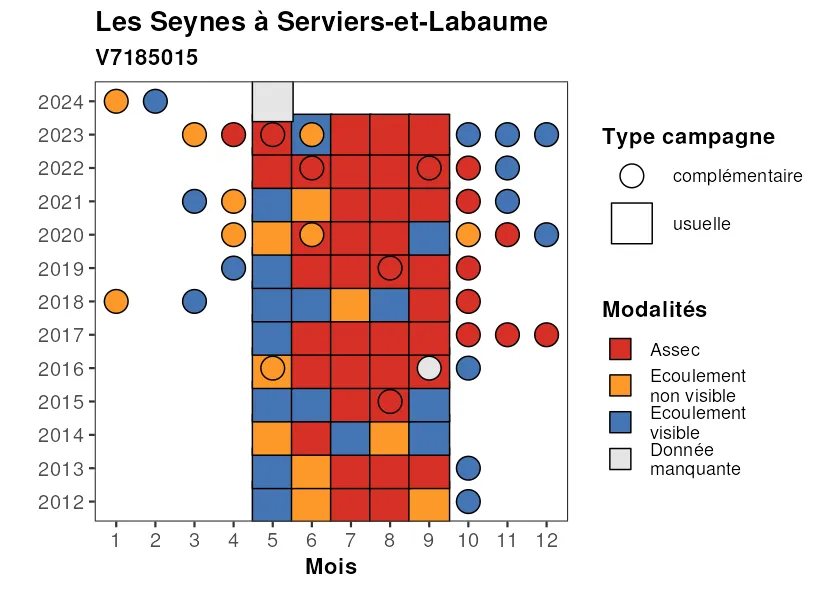 Les Seynes à Serviers-et-Labaume
V7185015
2024
2023
2022
2021
2020
2019
2018
2017
2016
2015
2014
2013
2012
1 2 3 4 5 6 7 8 9 10 11 12
Mois
Type campagne
complémentaire
usuelle
Modalités
Assec
Ecoulement
non visible
Ecoulement
visible
Donnée
manquante